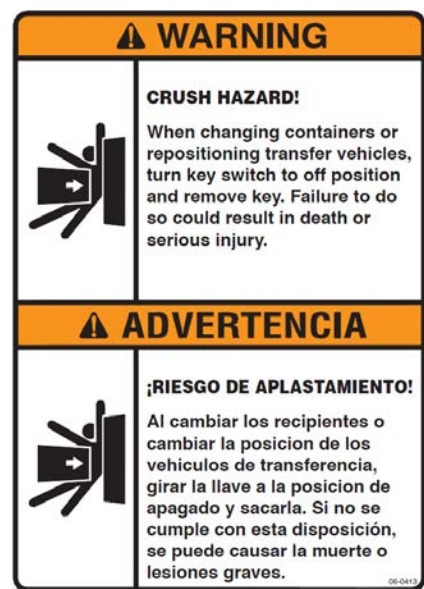 WARNING
CRUSH HAZARD!
When changing containers or
repositioning transfer vehicles,
turn key switch to off position
and remove key. Failure to do
so could result in death or
serious injury.
ADVERTENCIA
¡RIESGO DE APLASTAMIENTO!
Al cambiar los recipientes o
cambiar la posicion de los
vehiculos de transferencia,
girar la llave a la posicion de
apagado y sacarla. Si no se
cumple con esta disposición,
se puede causar la muerte o
lesiones graves.
06-0413